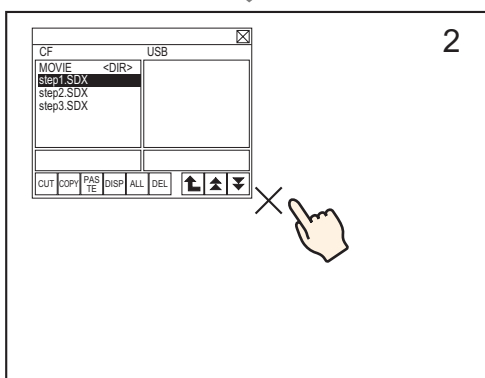 2
CF USB
MOVIE <DIR>
step1.SDX
step2.SDX
step3.SDX
CUT COPY PAS TE DISP ALL DEL